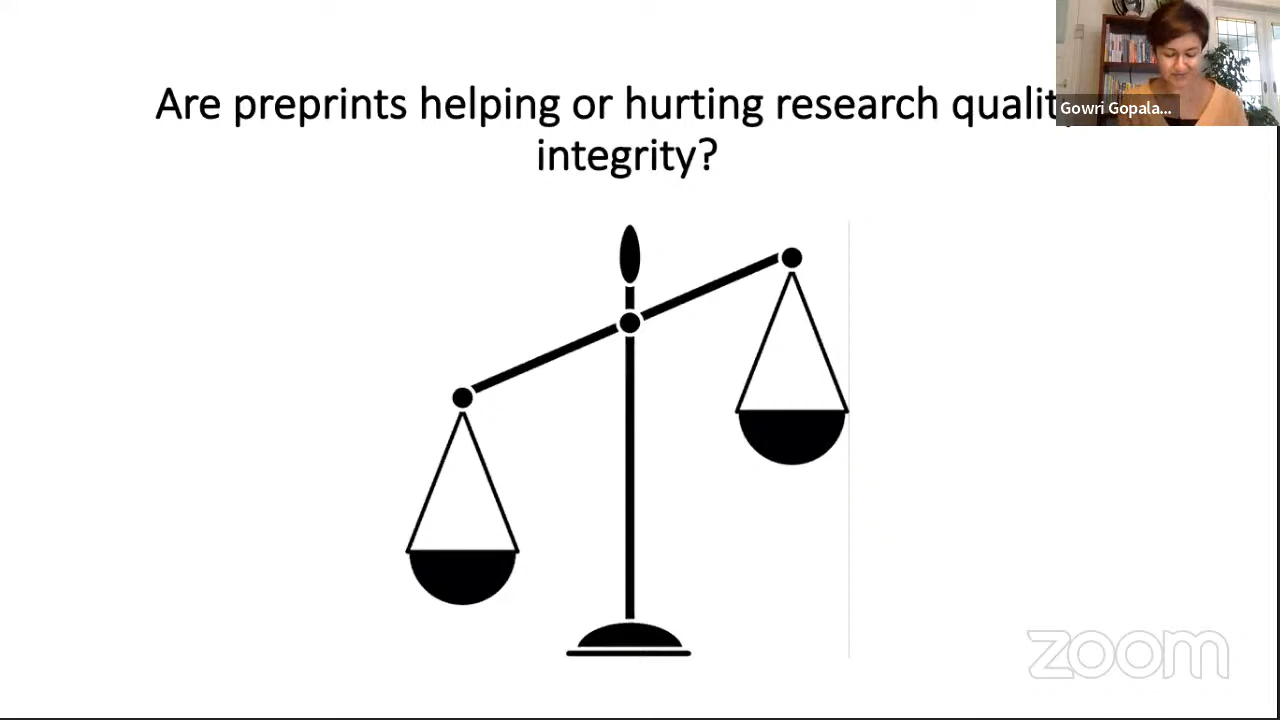 Are preprints helping or hurting research qualit
integrity?
Gowri Gopala...
zoom